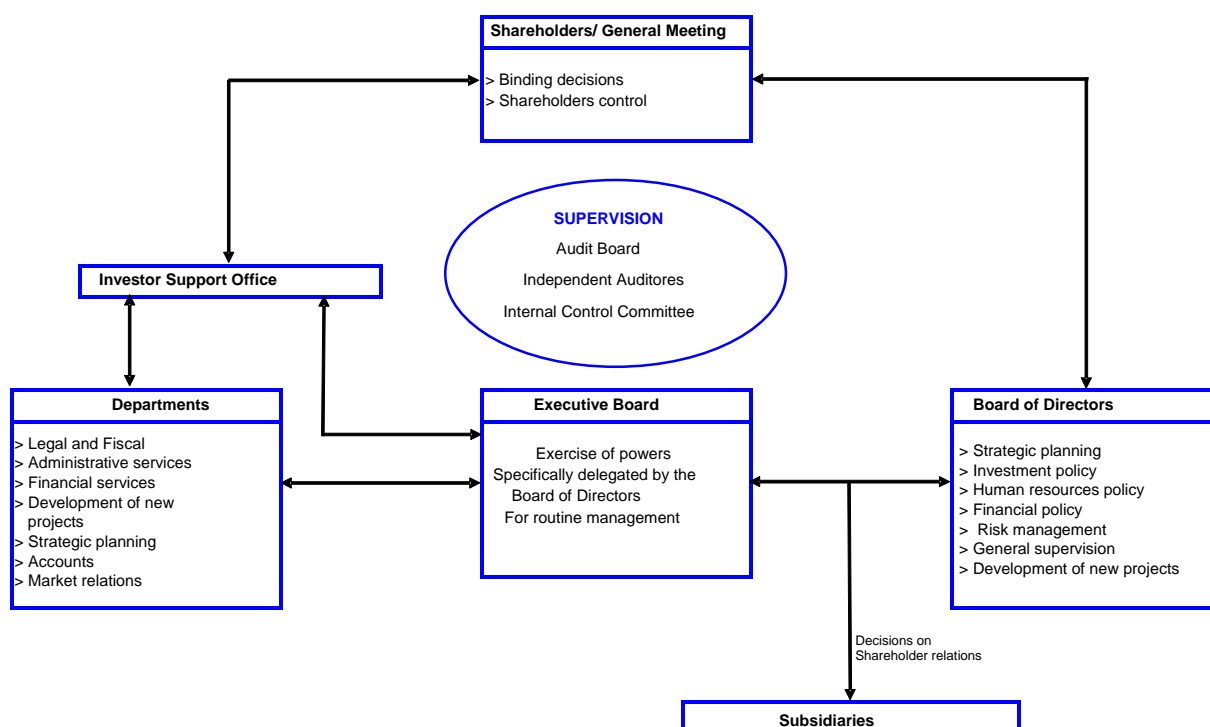 Shareholders/ General Meeting
> Binding decisions
> Shareholders control
SUPERVISION
Audit Board
Independent Auditores
Internal Control Committee
Investor Support Office
Departments
> Legal and Fiscal
> Administrative services
> Financial services
> Development of new
projects
> Strategic planning
> Accounts
> Market relations
Executive Board
Exercise of powers
Specifically delegated by the
Board of Directors
For routine management
Board of Directors
> Strategic planning
> Investment policy
> Human resources policy
> Financial policy
> Risk management
> General supervision
> Development of new projects
Decisions on
Shareholder relations
Subsidiaries